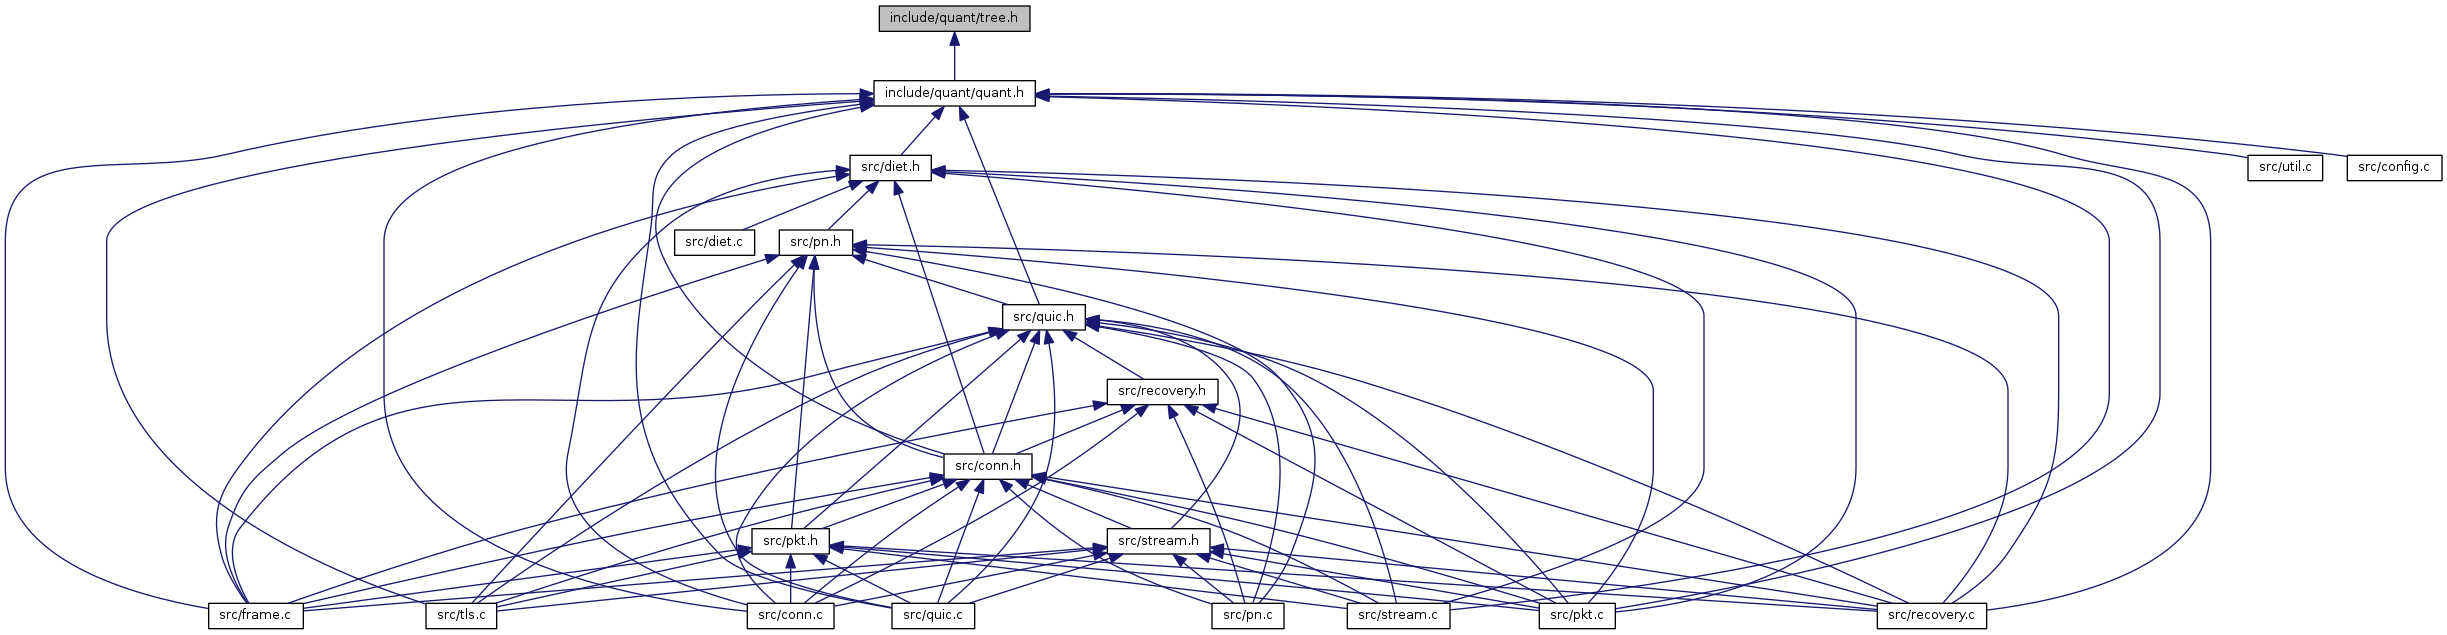 include/quant/tree.h
include/quant/quant.h
src/diet.h
src/util.c
src/config.c
src/diet.c
src/pn.h
src/quic.h
src/recovery.h
src/conn.h
src/pkt.h
src/stream.h
src/frame.c
src/tls.c
src/conn.c
src/quic.c
src/pn.c
src/stream.c
src/pkt.c
src/recovery.c